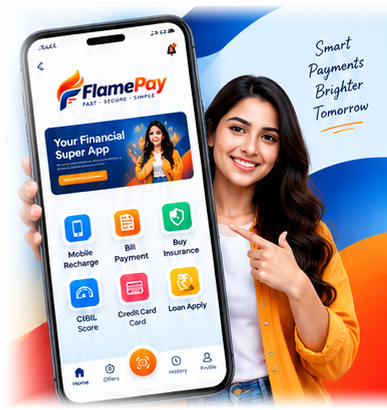 FlamePay
FAST · SECURE · SIMPLE
Your Financial
Super App
Mobile
Recharge
Bill
Payment
Buy
Insurance
CIBIL
Score
Credit Card
Card
Loan Apply
Home
Others
History
Profile
Smart
Payments
Brighter
Tomorrow